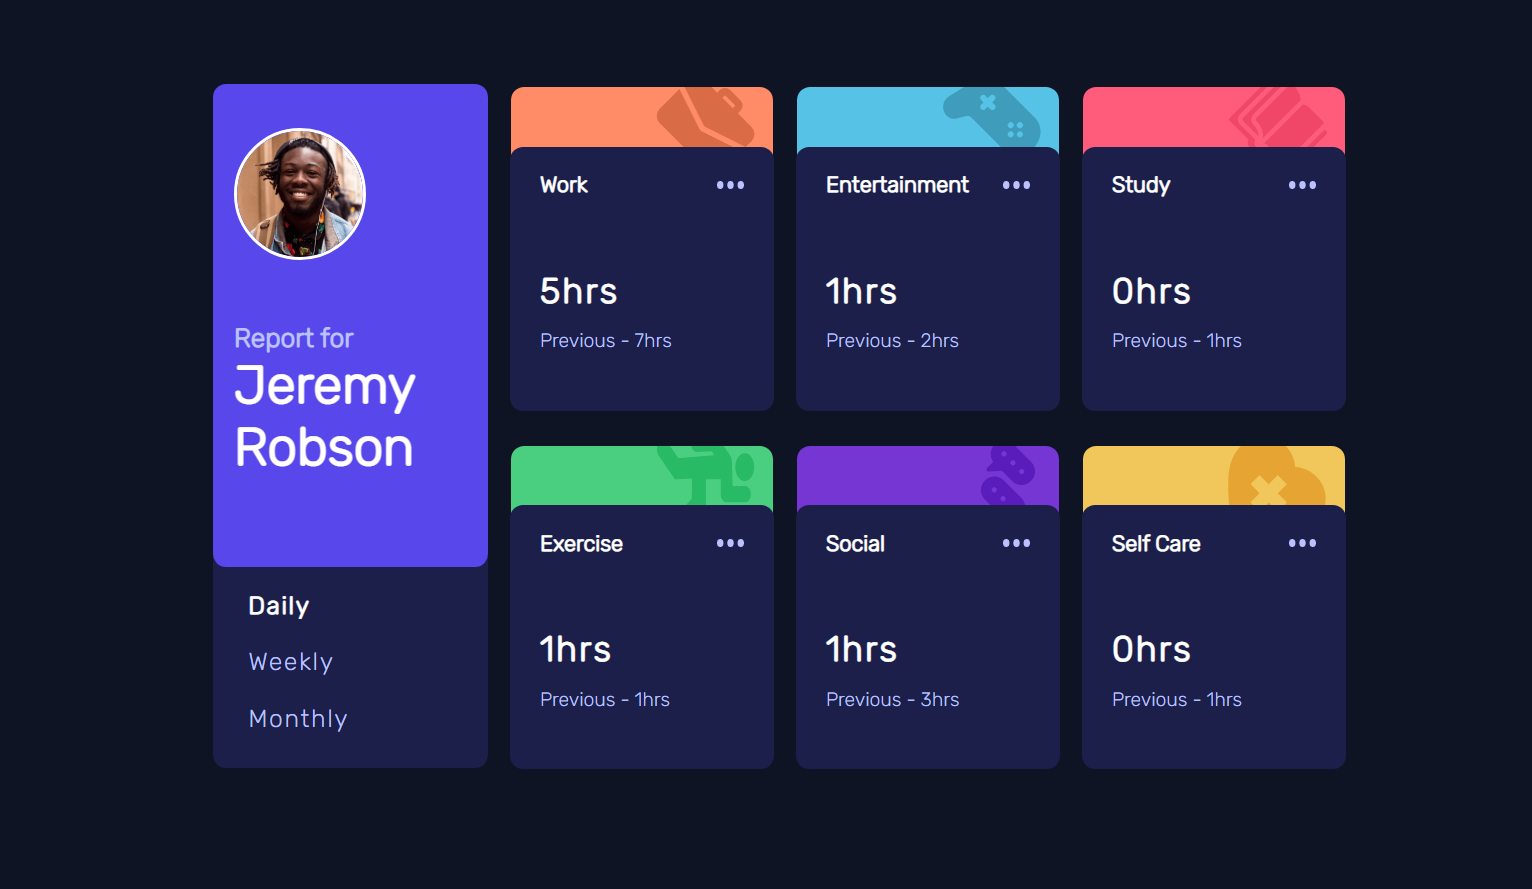 Report for
Jeremy
Robson
Daily
Weekly
Monthly
Work
5hrs
Previous - 7hrs
Entertainment
1hrs
Previous - 2hrs
Study
0hrs
Previous - 1hrs
Exercise
1hrs
Previous - 1hrs
Social
1hrs
Previous - 3hrs
Self Care
0hrs
Previous - 1hrs